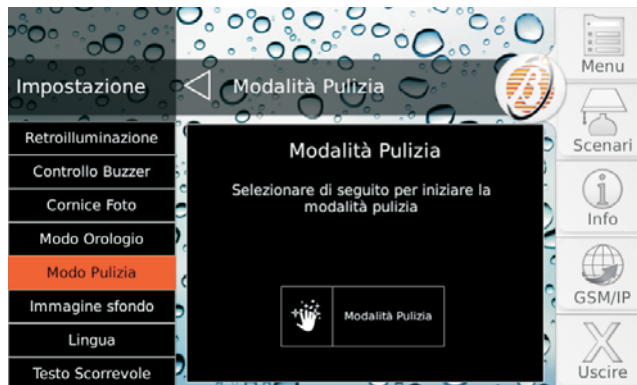 Impostazione
Modalità Pulizia
Retroilluminazione
Controllo Buzzer
Cornice Foto
Modo Orologio
Modo Pulizia
Immagine sfondo
Lingua
Testo Scorrevole
Modalità Pulizia
Selezionare di seguito per iniziare la
modalità pulizia
Modalità Pulizia
Menu
Scenari
Info
GSM/IP
Uscire